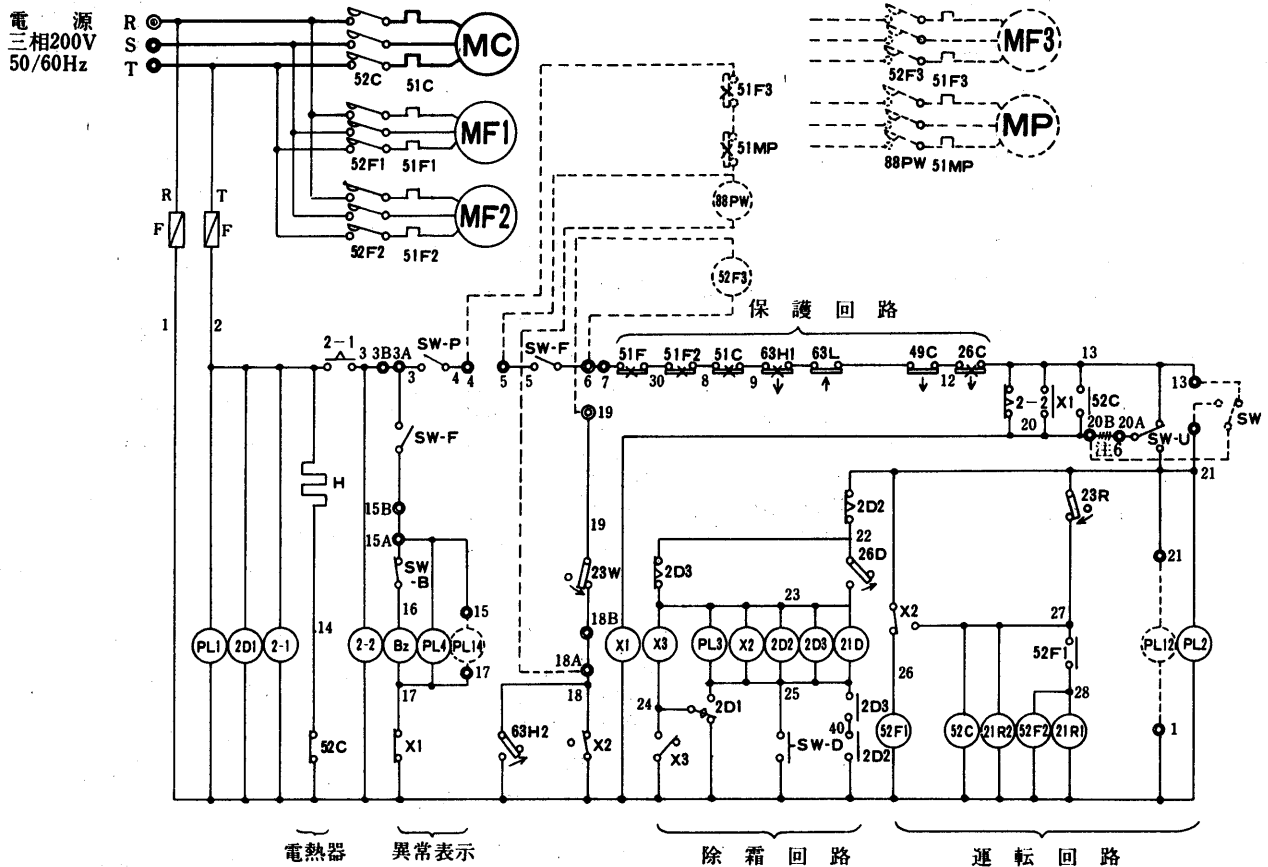 電　源
三相200V
50/60Hz
R
S
T
52C
51C
MC
52F1
51F1
MF1
52F2
51F2
MF2
51F3
51MP
88PW
52F3
52F3
51F3
MF3
88PW
51MP
MP
R
F
T
F
1
2
保 護 回 路
2-1
3
3B
3A
3
SW-P
4
4
5
5
SW-F
6
7
51F
30
51F2
8
51C
9
63H1
63L
49C
12
26C
13
13
SW
2-2
X1
52C
20
20B
20A
注6
SW-U
21
19
SW-F
H
15B
15A
SW
-B
16
15
17
17
14
19
23W
18B
18A
18
2D2
22
26D
2D3
23
23R
21
X2
27
52F1
26
28
PL1
2D1
2-1
2-2
Bz
PL4
PL14
X1
X3
PL3
X2
2D2
2D3
21D
PL12
PL2
52C
X1
63H2
X2
24
X3
2D1
25
SW-D
2D3
40
2D2
52F1
52C
21R2
52F2
21R1
1
電熱器
異常表示
除 霜 回 路
運 転 回 路